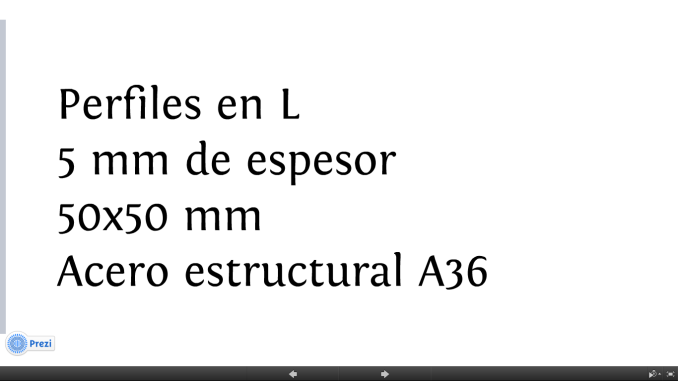 Perfiles en L
5 mm de espesor
50x50 mm
Acero estructural A36
Prezi